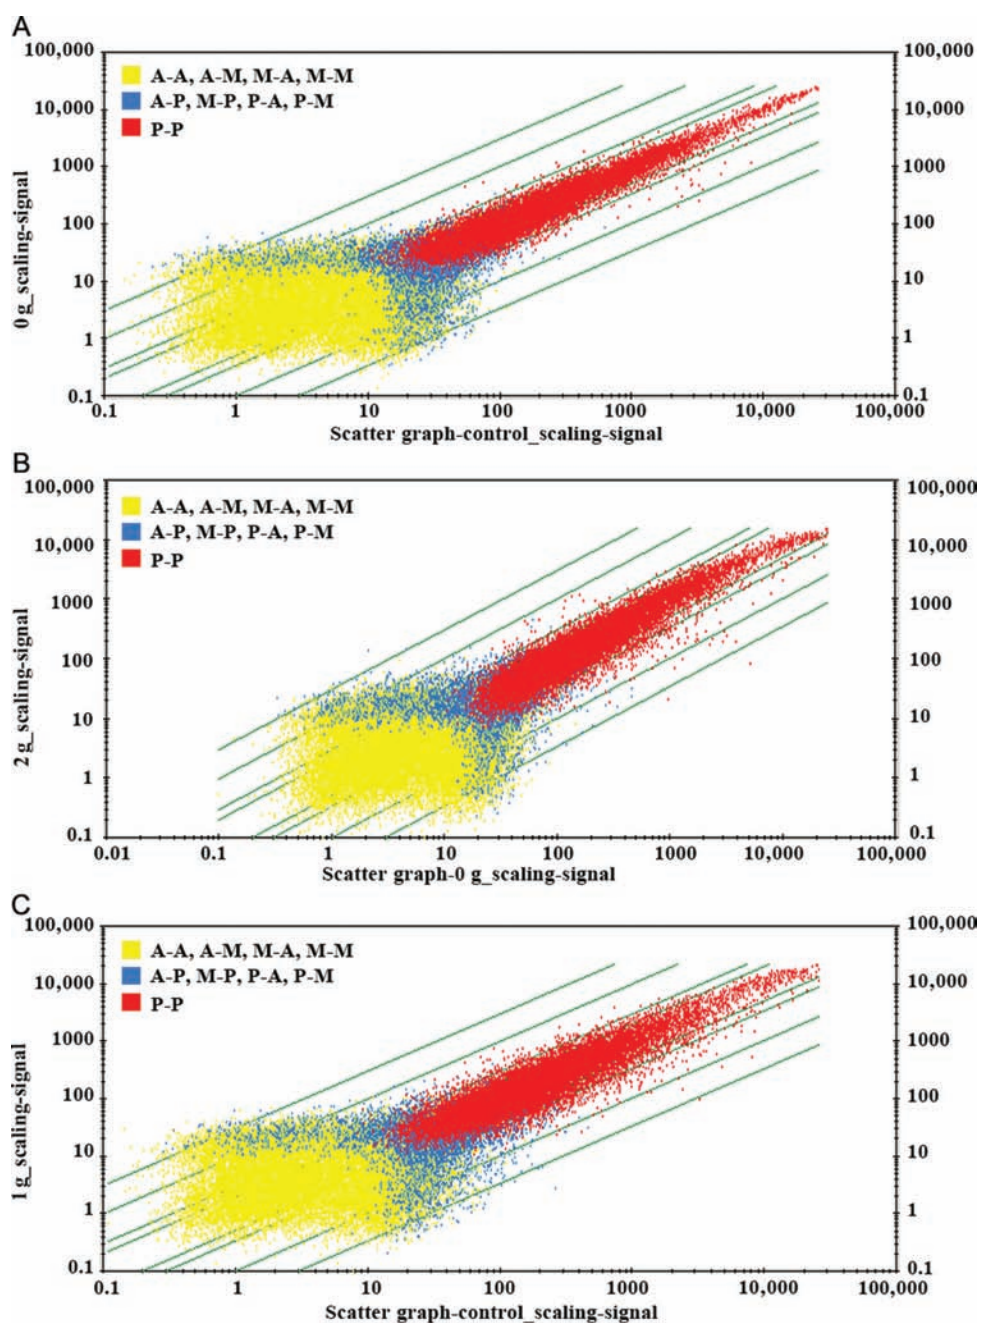 A
100,000
100,000
A-A, A-M, M-A, M-M
A-P, M-P, P-A, P-M
P-P
10,000
10,000
1000
1000
100
100
10
10
1
1
0.1
0.1
0 g_scaling-signal
0.1 1 10 100 1000 10,000 100,000
Scatter graph-control_scaling-signal
B
100,000
100,000
A-A, A-M, M-A, M-M
A-P, M-P, P-A, P-M
P-P
10,000
10,000
1000
1000
100
100
10
10
1
1
0.1
0.1
2 g_scaling-signal
0.01 0.1 1 10 100 1000 10,000 100,000
Scatter graph-0 g_scaling-signal
C
100,000
100,000
A-A, A-M, M-A, M-M
A-P, M-P, P-A, P-M
P-P
10,000
10,000
1000
1000
100
100
10
10
1
1
0.1
0.1
1 g_scaling-signal
0.1 1 10 100 1000 10,000 100,000
Scatter graph-control_scaling-signal